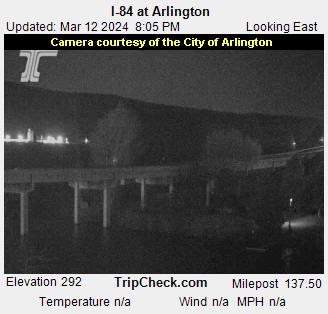 I-84 at Arlington
Updated: Mar 12 2024 8:05 PM Looking East
Camera courtesy of the City of Arlington
Elevation 292 TripCheck.com Milepost 137.50
Temperature n/a Wind n/a MPH n/a